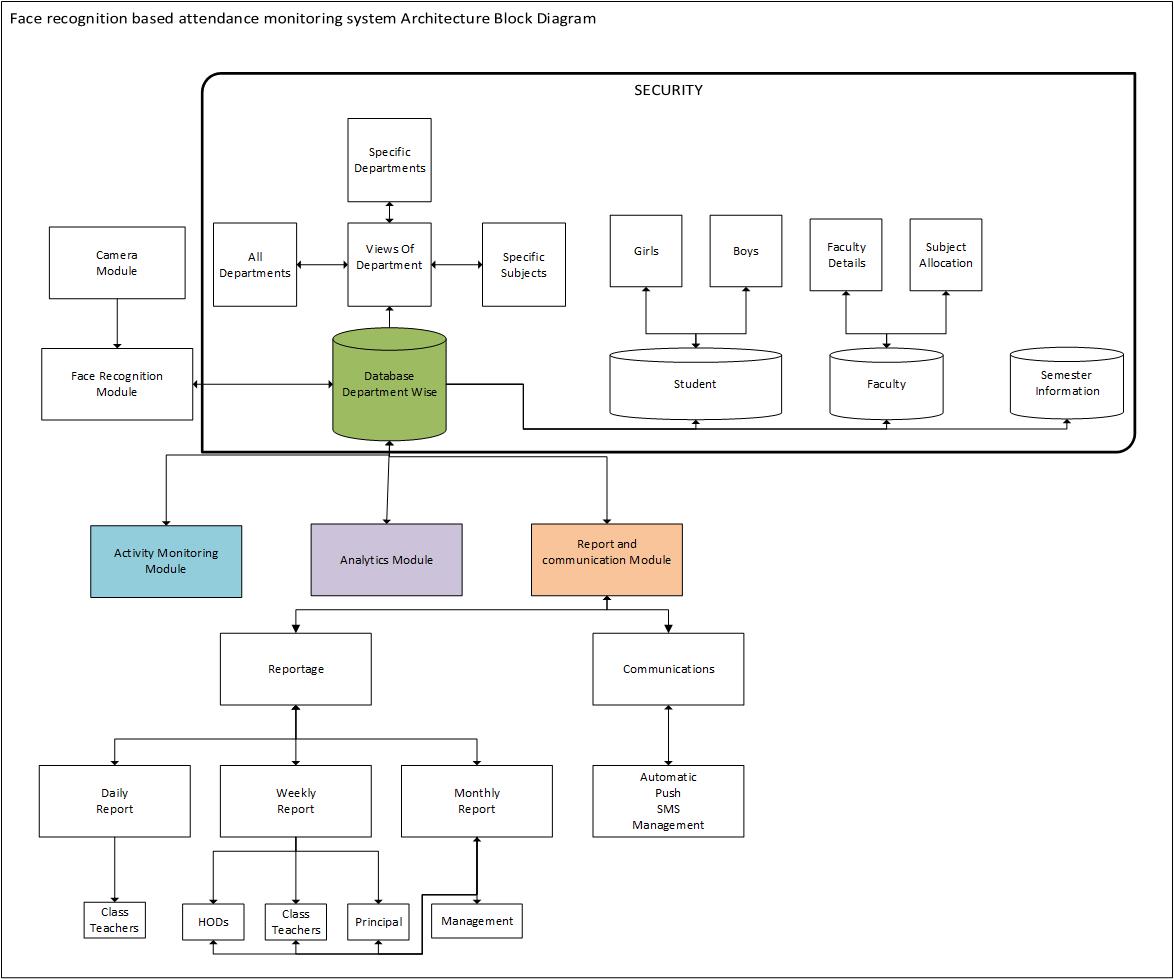 Face recognition based attendance monitoring system Architecture Block Diagram
SECURITY
Specific
Departments
All
Departments
Views Of
Department
Specific
Subjects
Girls
Boys
Faculty
Details
Subject
Allocation
Camera
Module
Face Recognition
Module
Database
Department Wise
Student
Faculty
Semester
Information
Activity Monitoring
Module
Analytics Module
Report and
communication Module
Reportage
Communications
Daily
Report
Weekly
Report
Monthly
Report
Automatic
Push
SMS
Management
Class
Teachers
HODs
Class
Teachers
Principal
Management